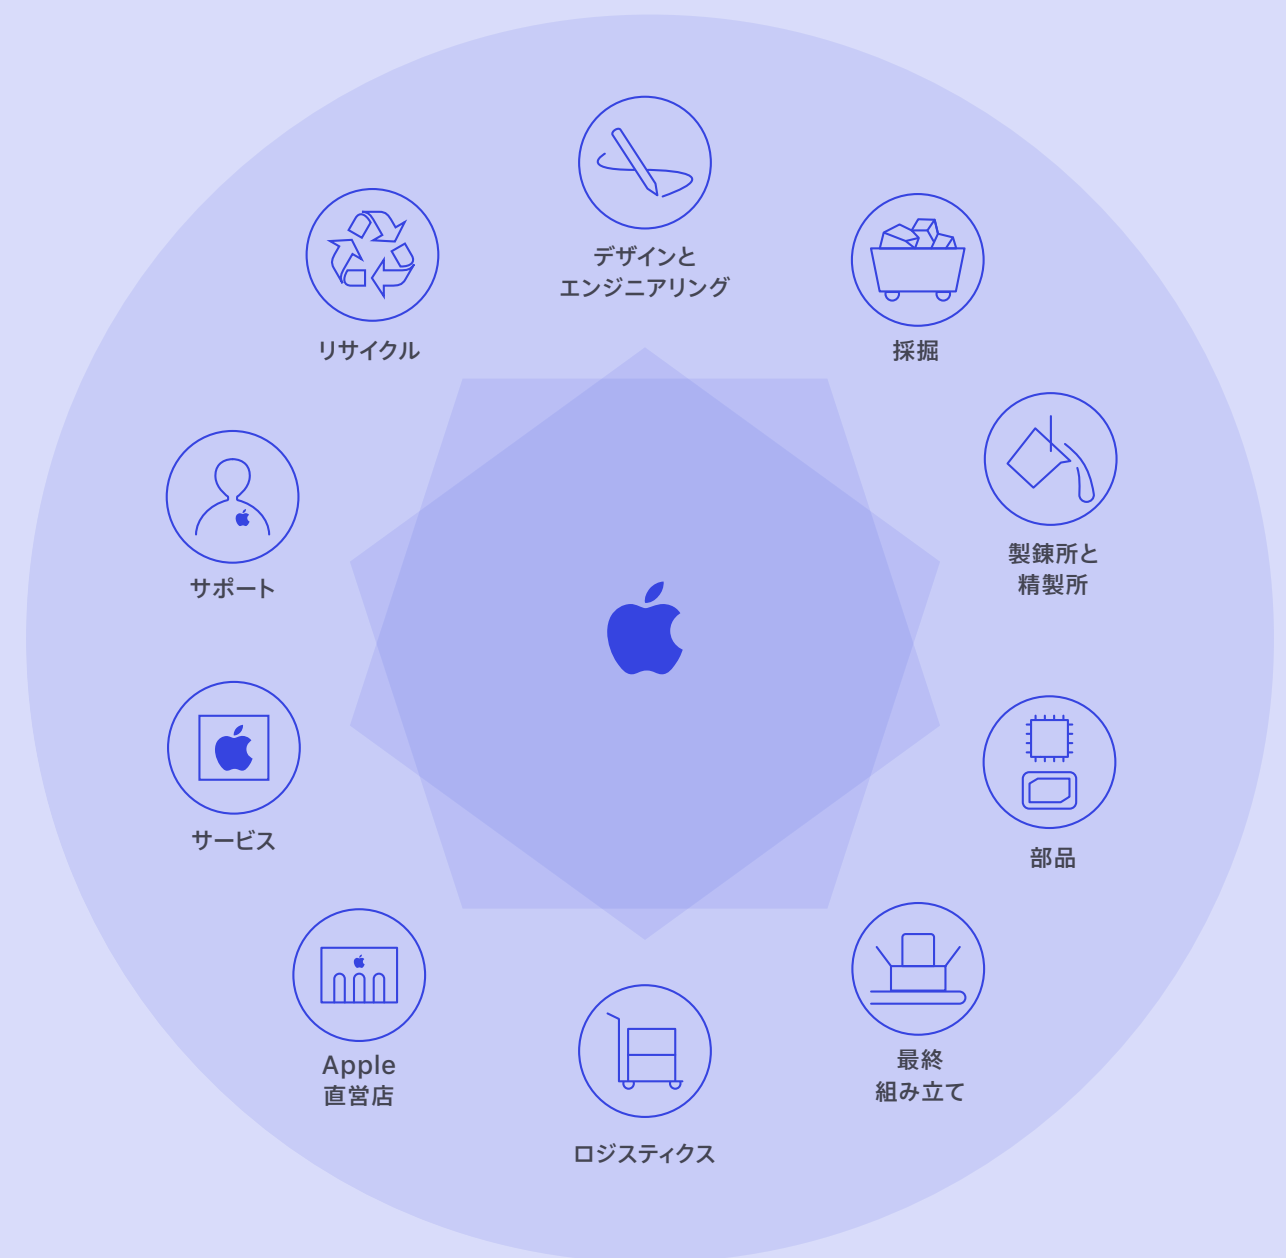 デザインと
エンジニアリング
採掘
製錬所と
精製所
部品
最終
組み立て
ロジスティクス
Apple
直営店
サービス
サポート
リサイクル